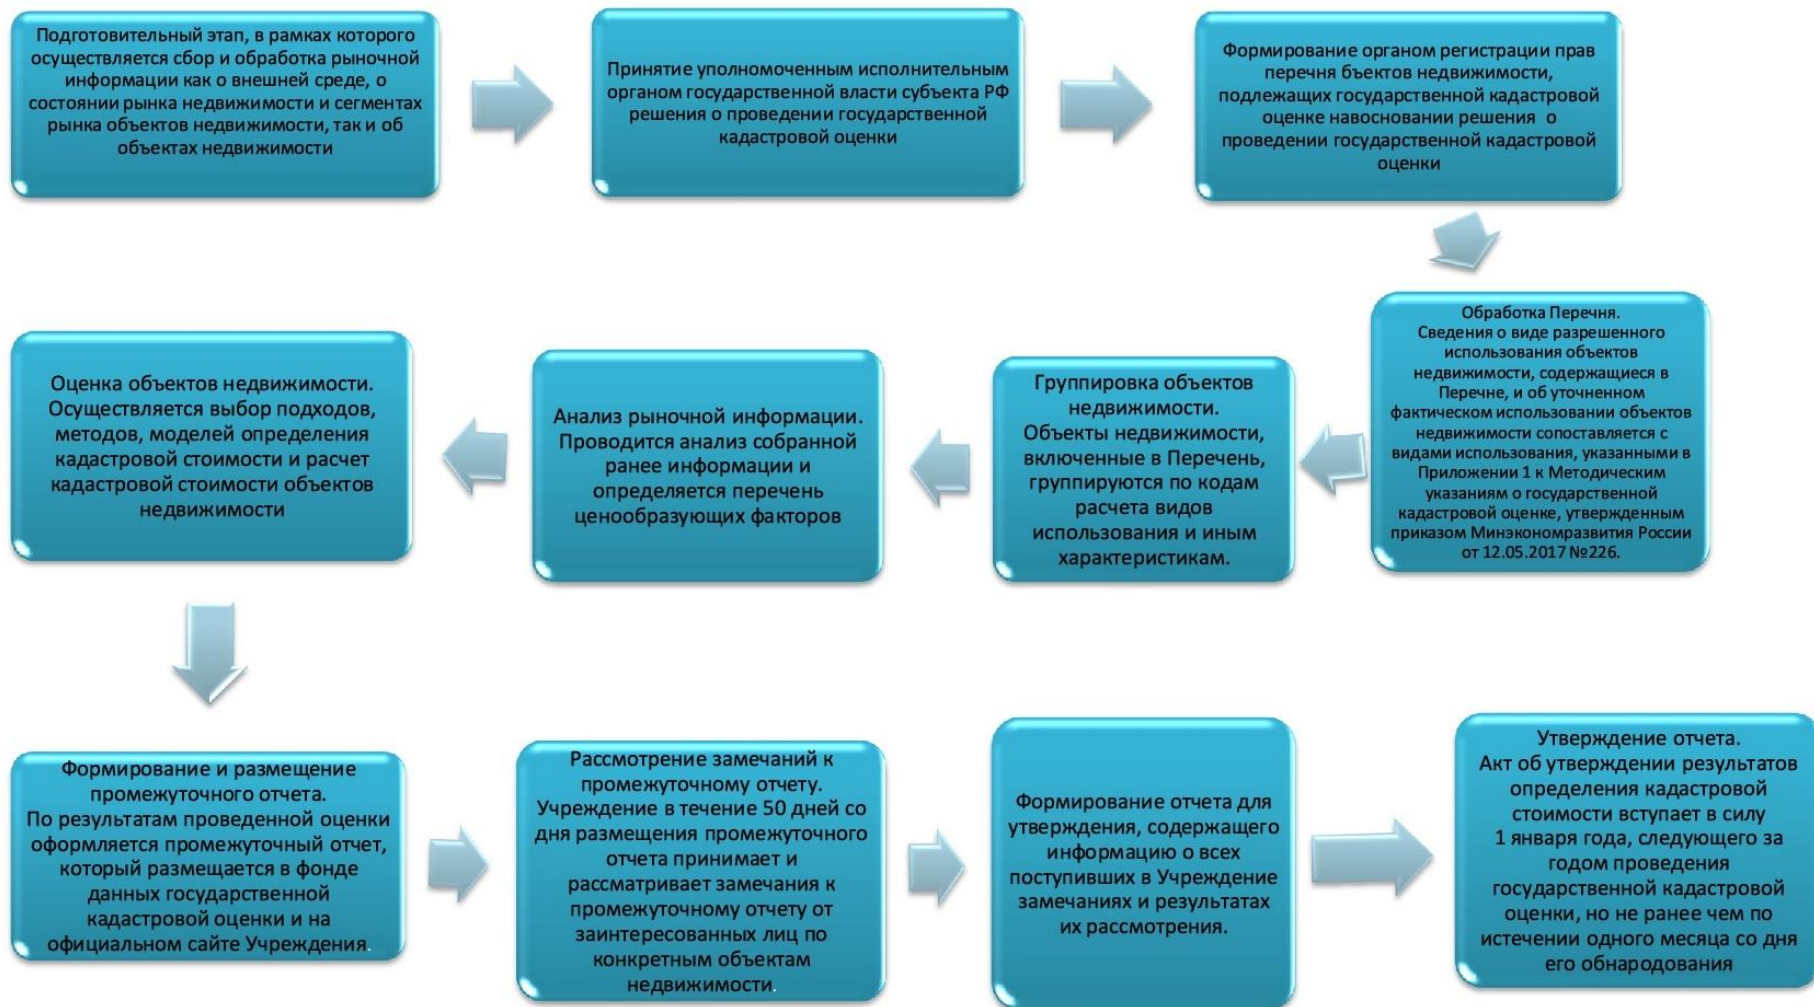 Подготовительный этап, в рамках которого
осуществляется сбор и обработка рыночной
информации как о внешней среде, о
состоянии рынка недвижимости и сегментах
рынка объектов недвижимости, так и об
объектах недвижимости
Принятие уполномоченным исполнительным
органом государственной власти субъекта РФ
решения о проведении государственной
кадастровой оценки
Формирование органом регистрации прав
перечня бъектов недвижимости,
подлежащих государственной кадастровой
оценке навосновании решения о
проведении государственной кадастровой
оценки
Обработка Перечня.
Сведения о виде разрешенного
использования объектов
недвижимости, содержащиеся в
Перечне, и об уточненном
фактическом использовании объектов
недвижимости сопоставляется с
видами использования, указанными в
Приложении 1 к Методическим
указаниям о государственной
кадастровой оценке, утвержденным
приказом Минэкономразвития России
от 12.05.2017 №226.
Группировка объектов
недвижимости.
Объекты недвижимости,
включенные в Перечень,
группируются по кодам
расчета видов
использования и иным
характеристикам.
Анализ рыночной информации.
Проводится анализ собранной
ранее информации и
определяется перечень
ценообразующих факторов
Оценка объектов недвижимости.
Осуществляется выбор подходов,
методов, моделей определения
кадастровой стоимости и расчет
кадастровой стоимости объектов
недвижимости
Формирование и размещение
промежуточного отчета.
По результатам проведенной оценки
оформляется промежуточный отчет,
который размещается в фонде
данных государственной
кадастровой оценки и на
официальном сайте Учреждения.
Рассмотрение замечаний к
промежуточному отчету.
Учреждение в течение 50 дней со
дня размещения промежуточного
отчета принимает и
рассматривает замечания к
промежуточному отчету от
заинтересованных лиц по
конкретным объектам
недвижимости.
Формирование отчета для
утверждения, содержащего
информацию о всех
поступивших в Учреждение
замечаниях и результатах
их рассмотрения.
Утверждение отчета.
Акт об утверждении результатов
определения кадастровой
стоимости вступает в силу
1 января года, следующего за
годом проведения
государственной кадастровой
оценки, но не ранее чем по
истечении одного месяца со дня
его обнародования